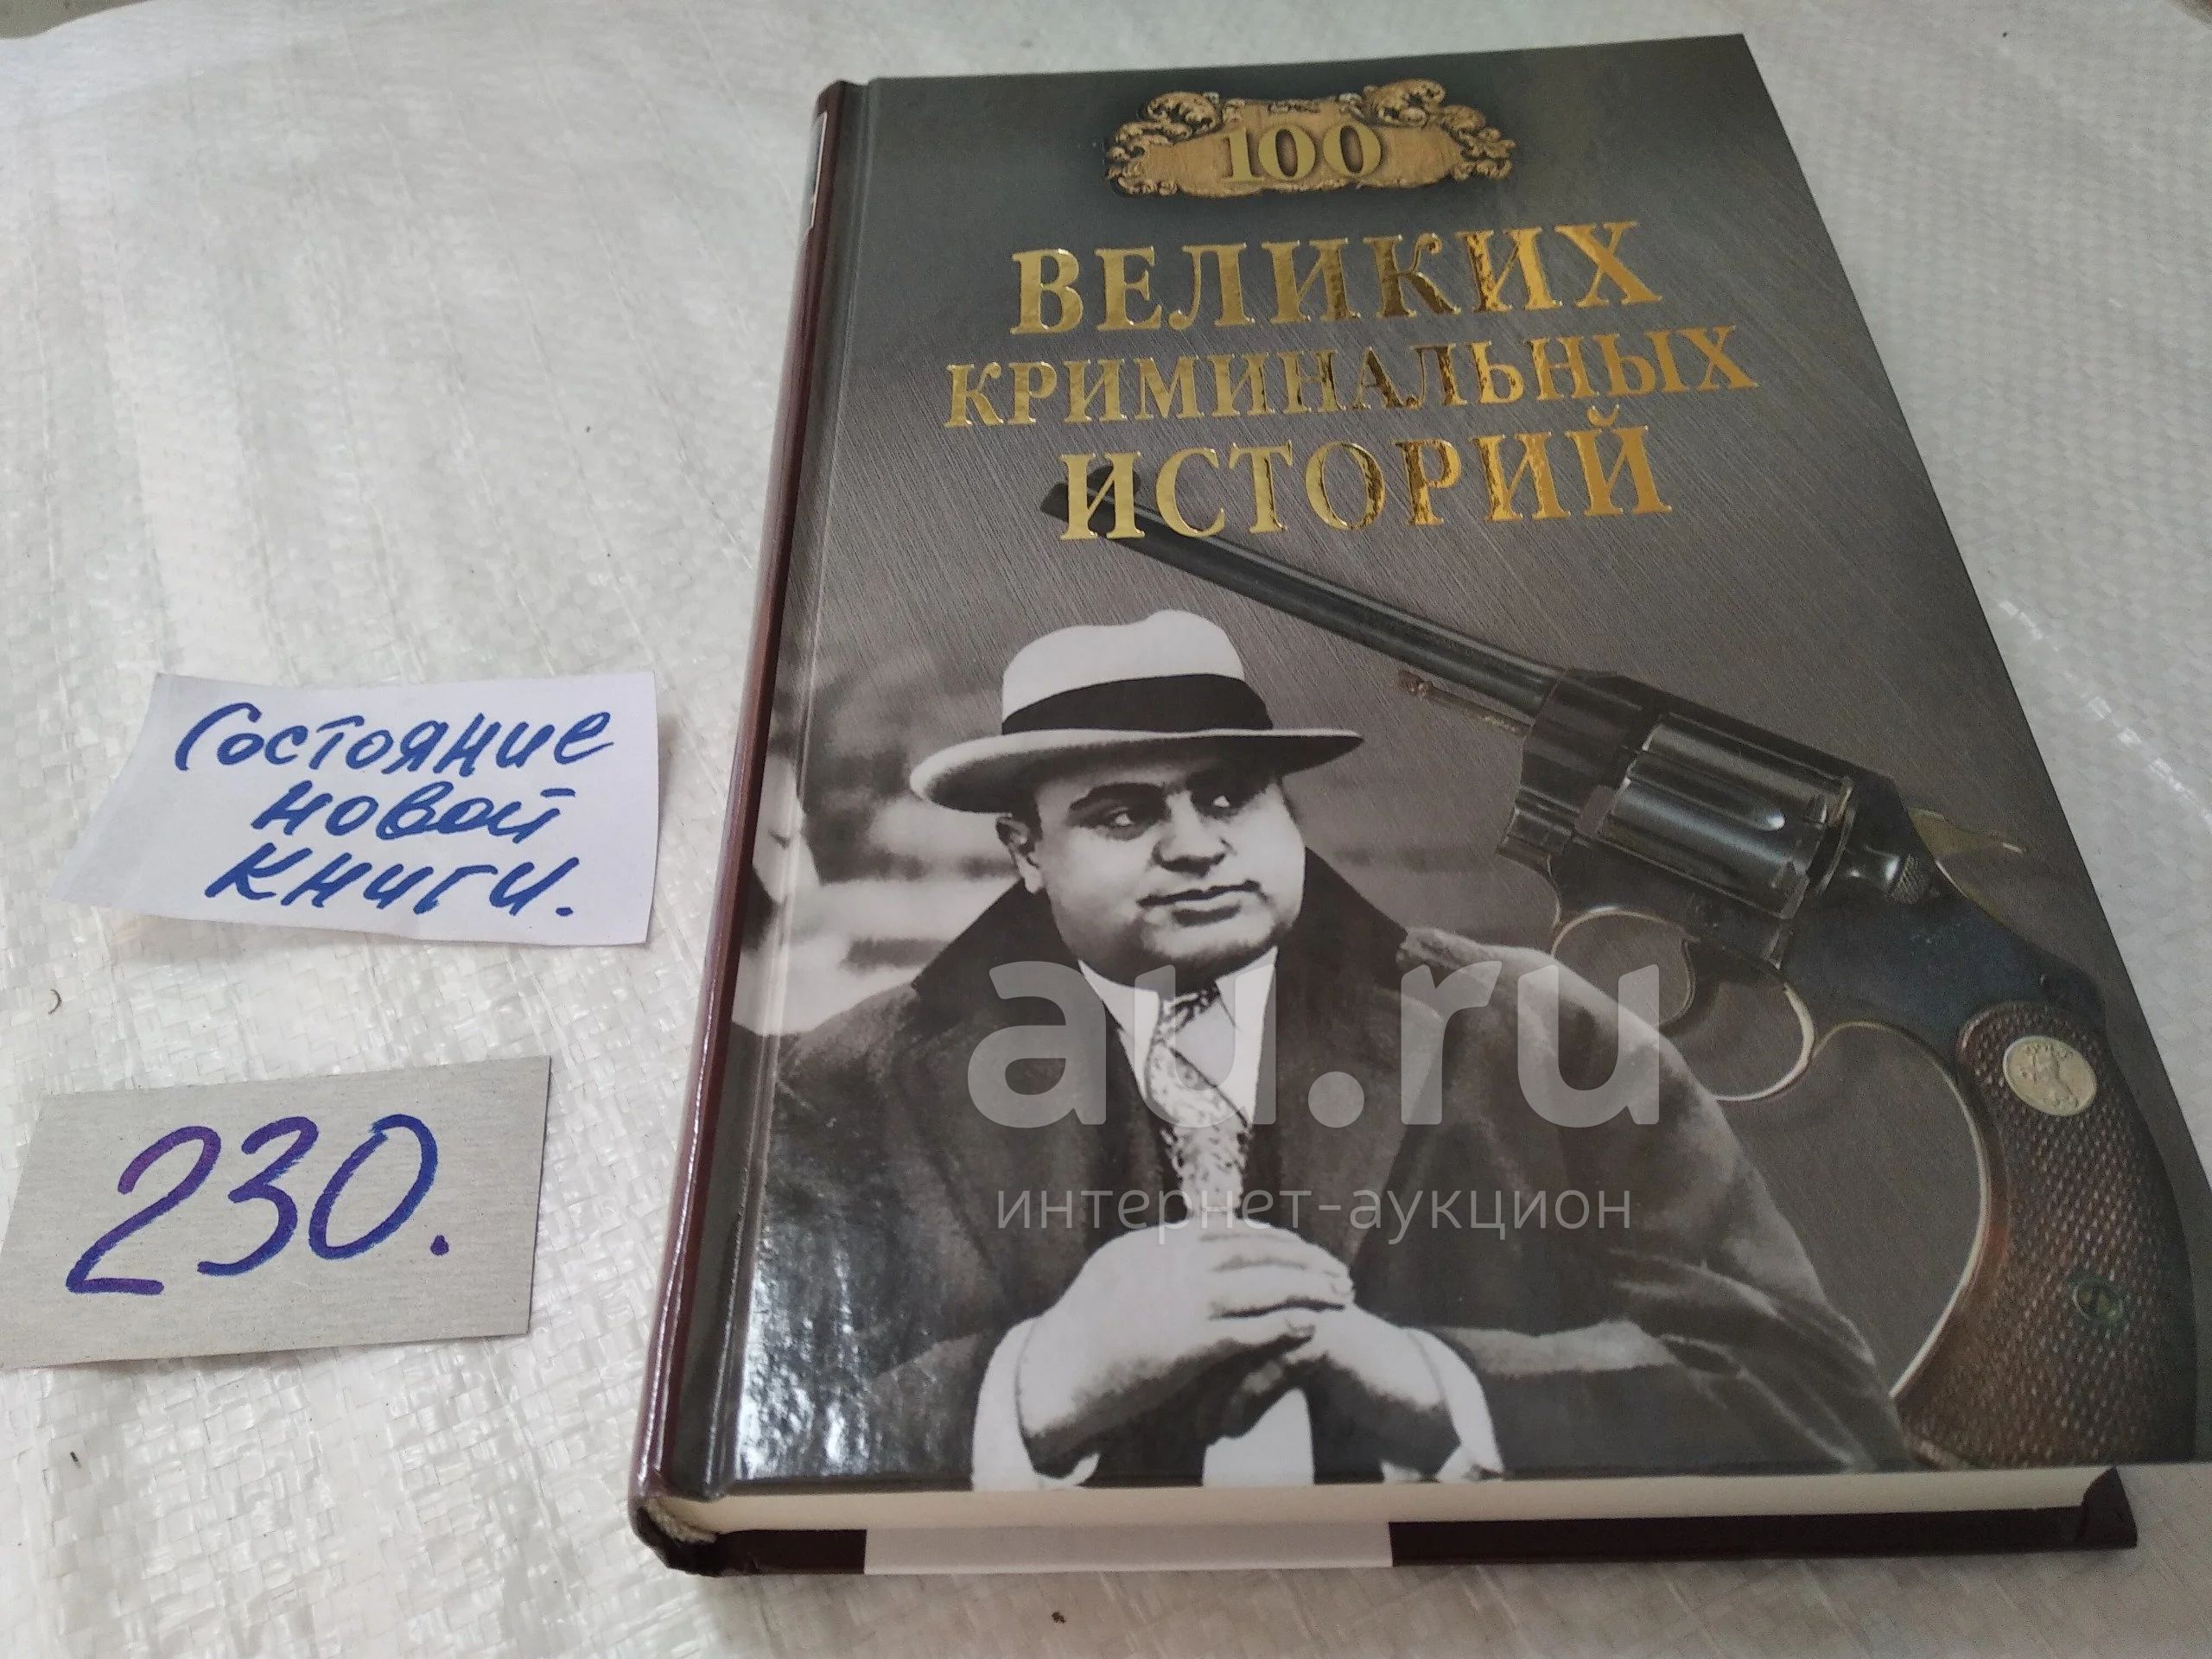 100
ВЕЛИКИХ
КРИМИНАЛЬНЫХ
ИСТОРИЙ
Состояние
новой
книги.
230.
au.ru
интернет-аукцион